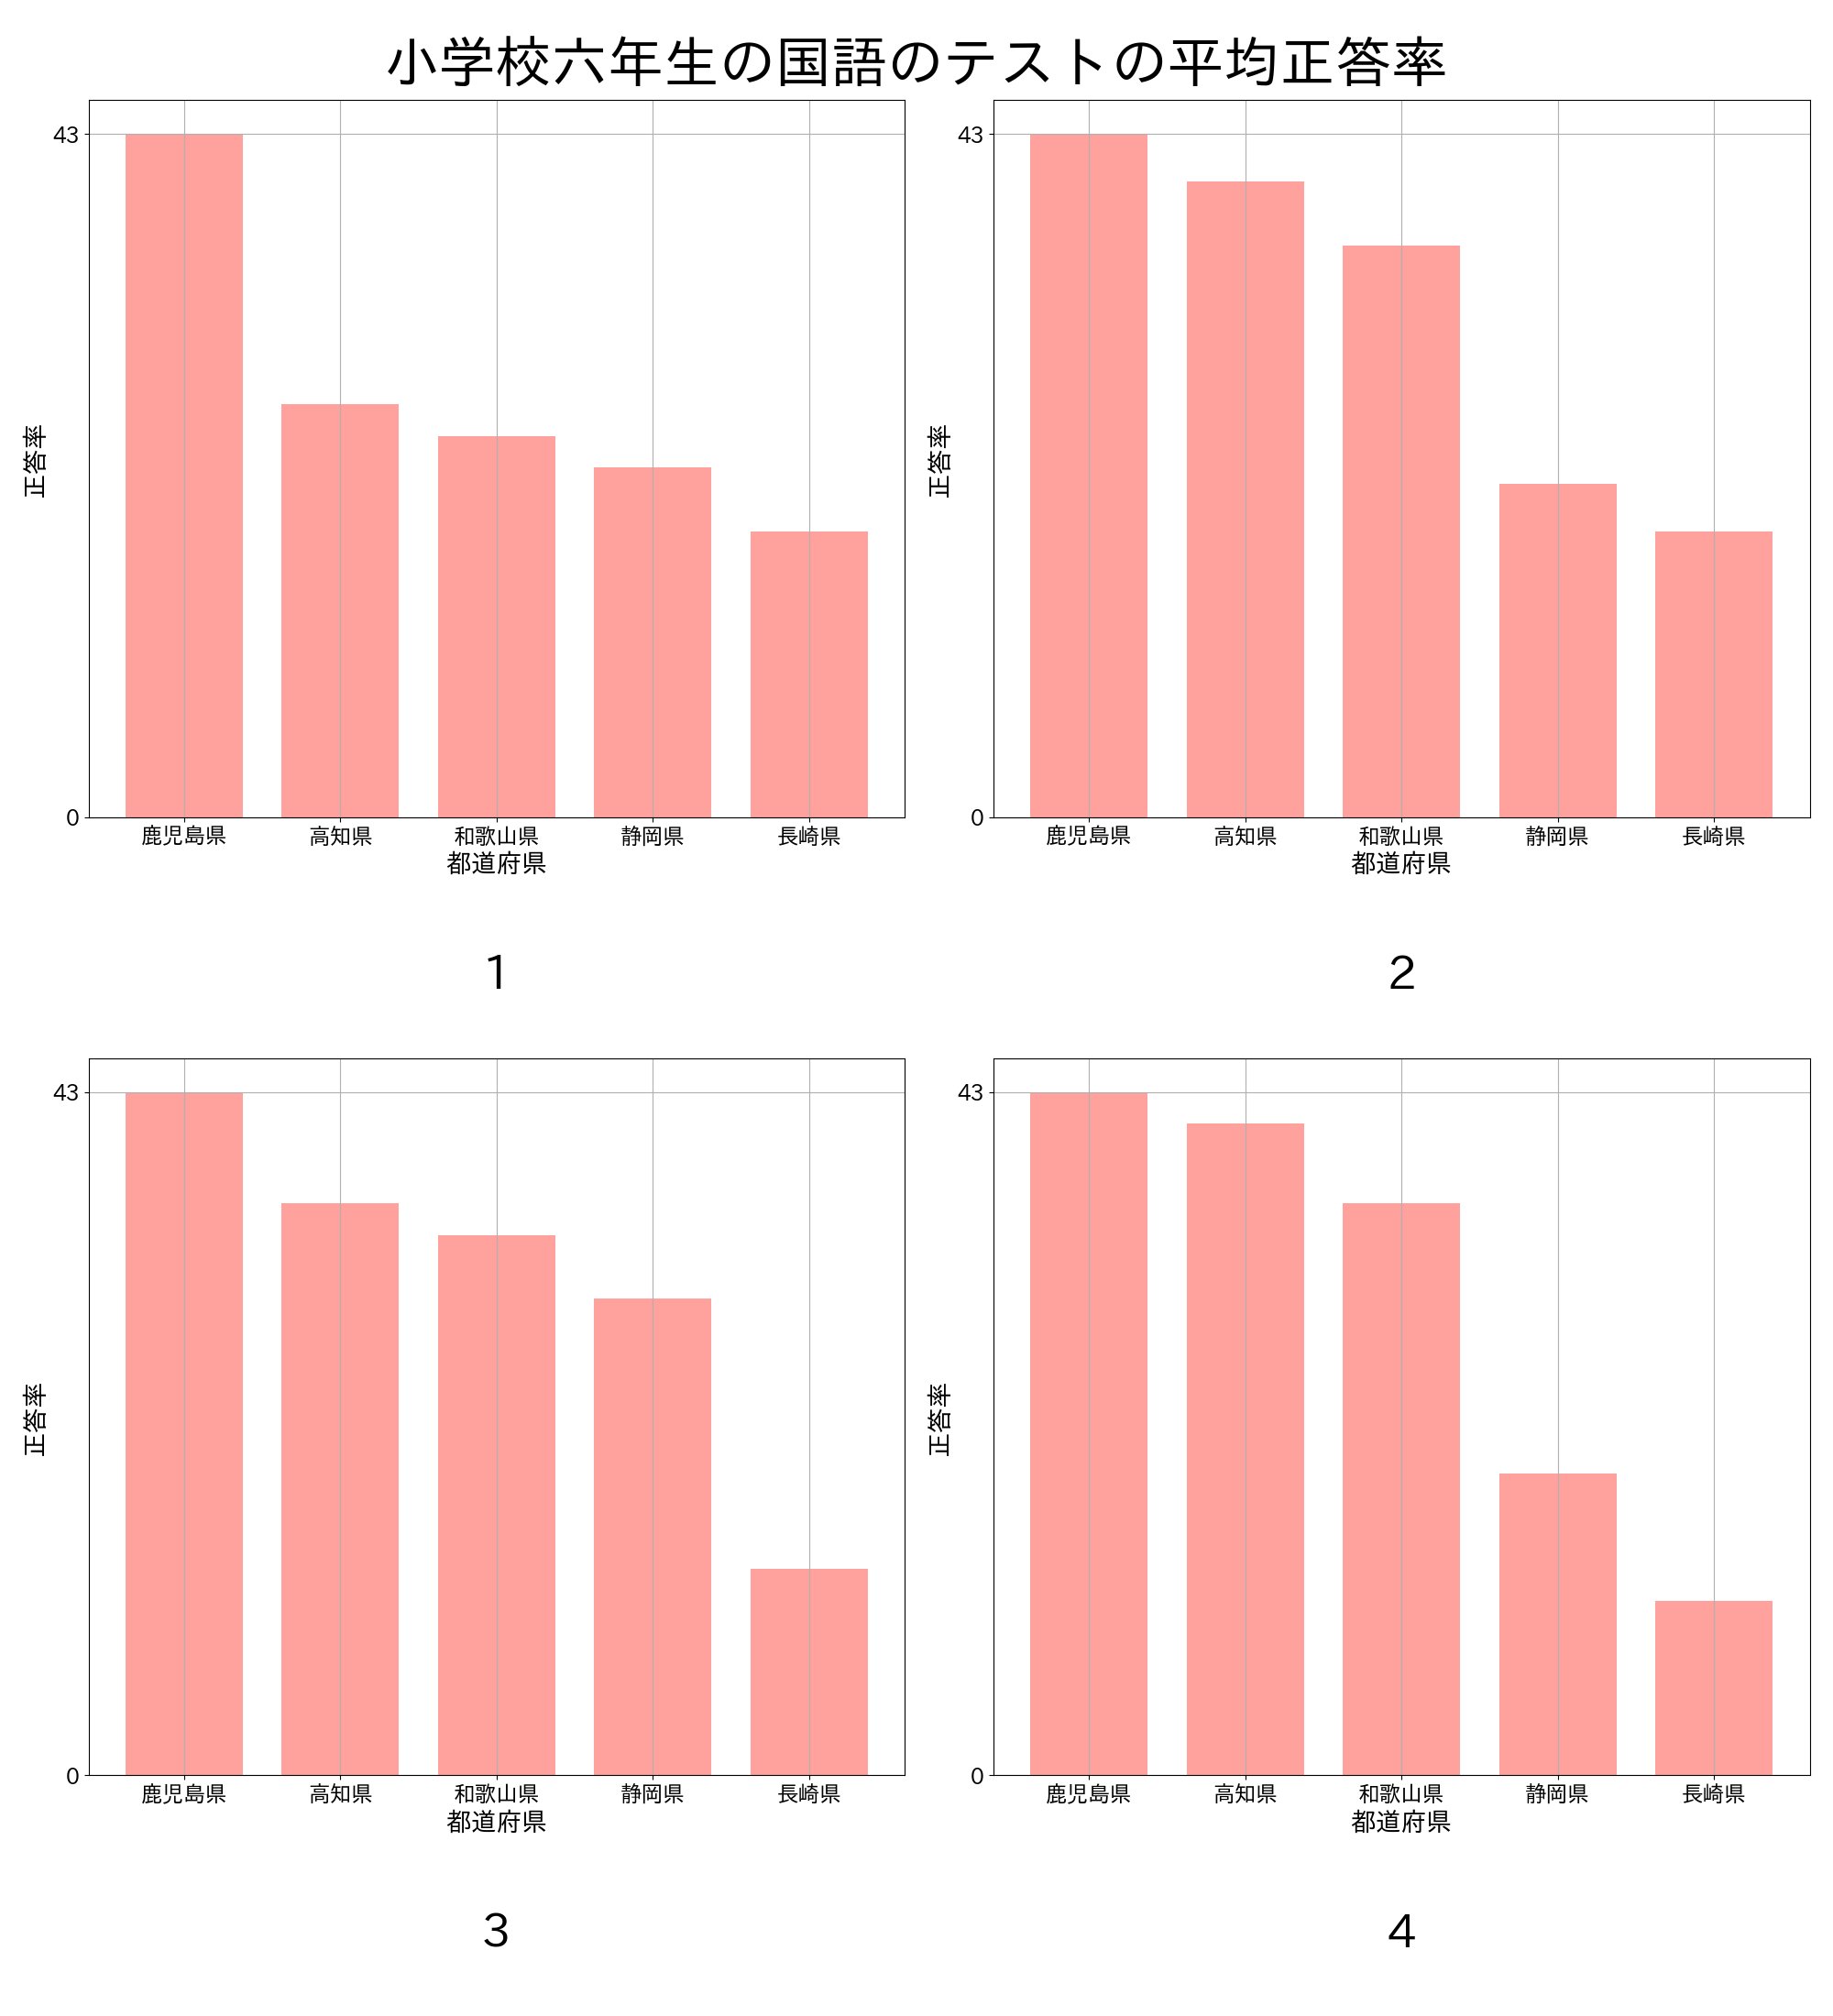 小学校六年生の国語のテストの平均正答率
43
正答率
0
鹿児島県 高知県 和歌山県 静岡県 長崎県
都道府県
1
43
正答率
0
鹿児島県 高知県 和歌山県 静岡県 長崎県
都道府県
2
43
正答率
0
鹿児島県 高知県 和歌山県 静岡県 長崎県
都道府県
3
43
正答率
0
鹿児島県 高知県 和歌山県 静岡県 長崎県
都道府県
4